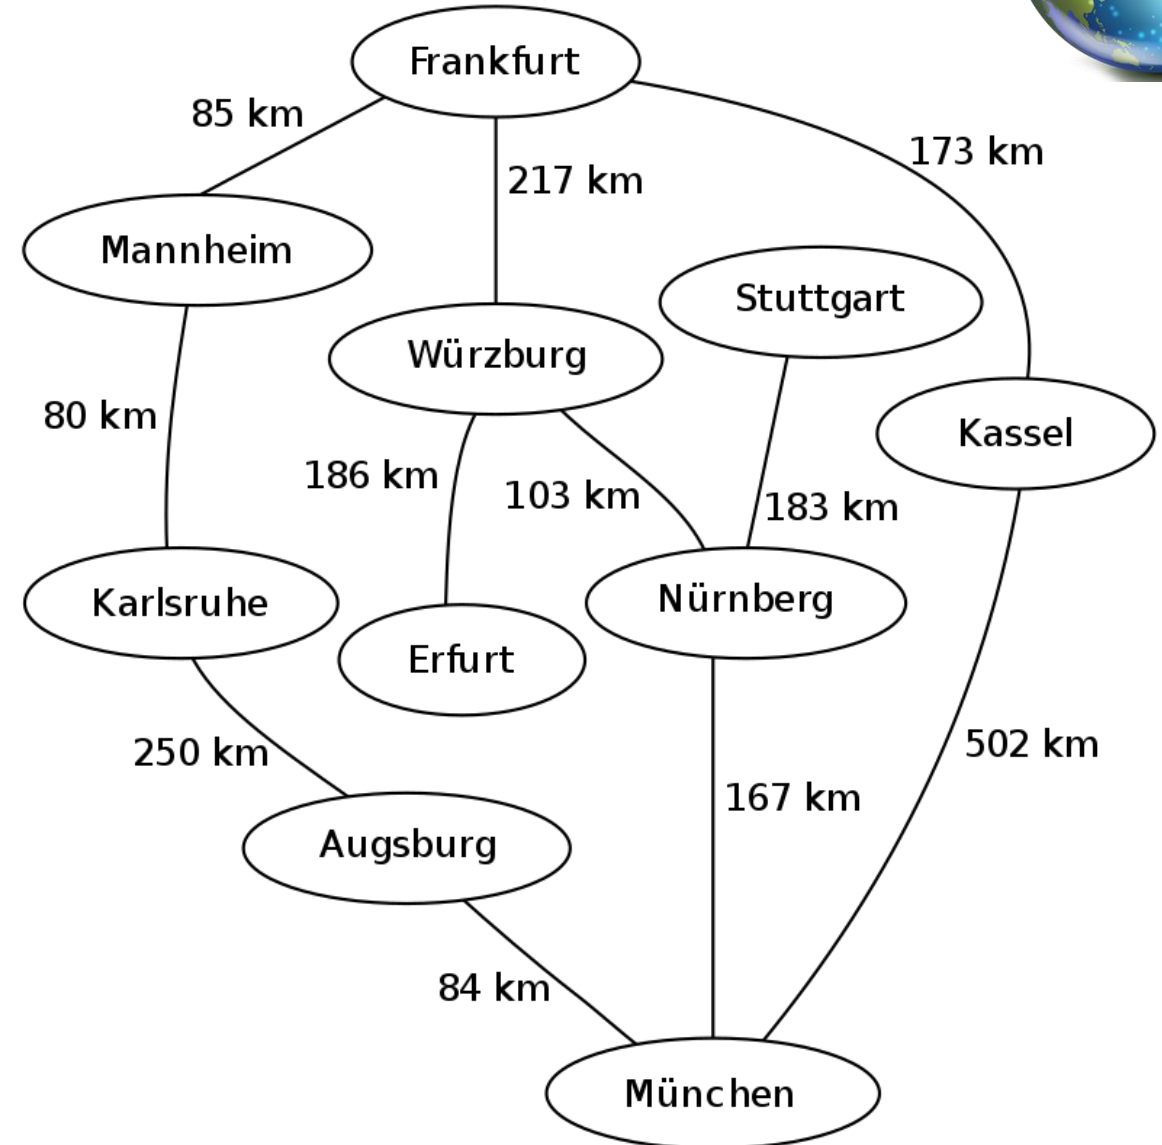 Frankfurt
85 km
173 km
217 km
Mannheim
Stuttgart
Würzburg
80 km
Kassel
186 km
103 km
183 km
Karlsruhe
Nürnberg
Erfurt
250 km
502 km
167 km
Augsburg
84 km
München